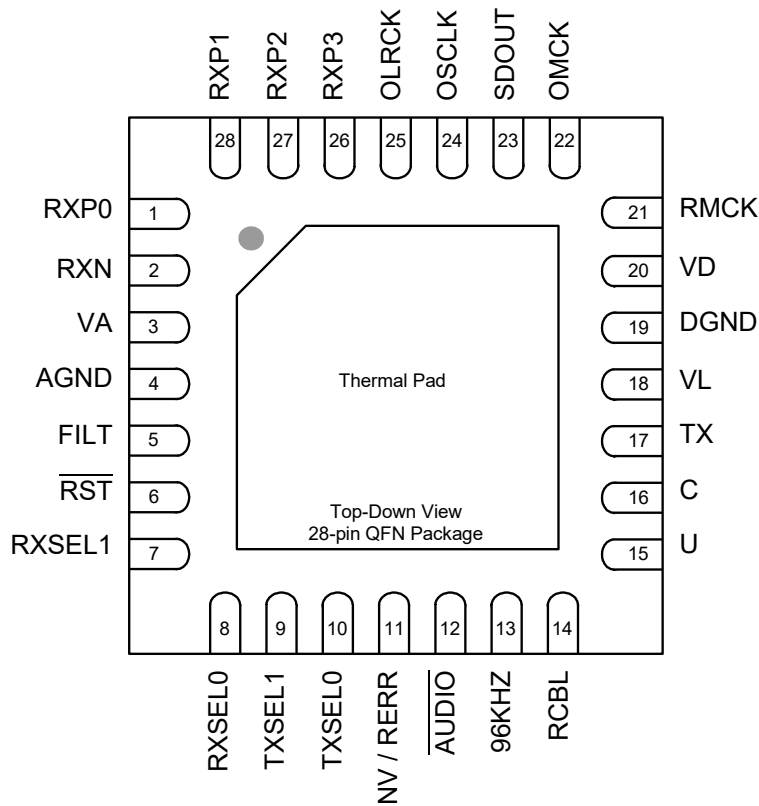 RXP1
RXP2
RXP3
OLRCK
OSCLK
SDOUT
OMCK
28
27
26
25
24
23
22
RXP0 1
RXN 2
VA 3
AGND 4
FILT 5
RST 6
RXSEL1 7
21 RMCK
20 VD
19 DGND
18 VL
17 TX
16 C
15 U
Thermal Pad
Top-Down View
28-pin QFN Package
8
9
10
11
12
13
14
RXSEL0
TXSEL1
TXSEL0
NV / RERR
AUDIO
96KHZ
RCBL